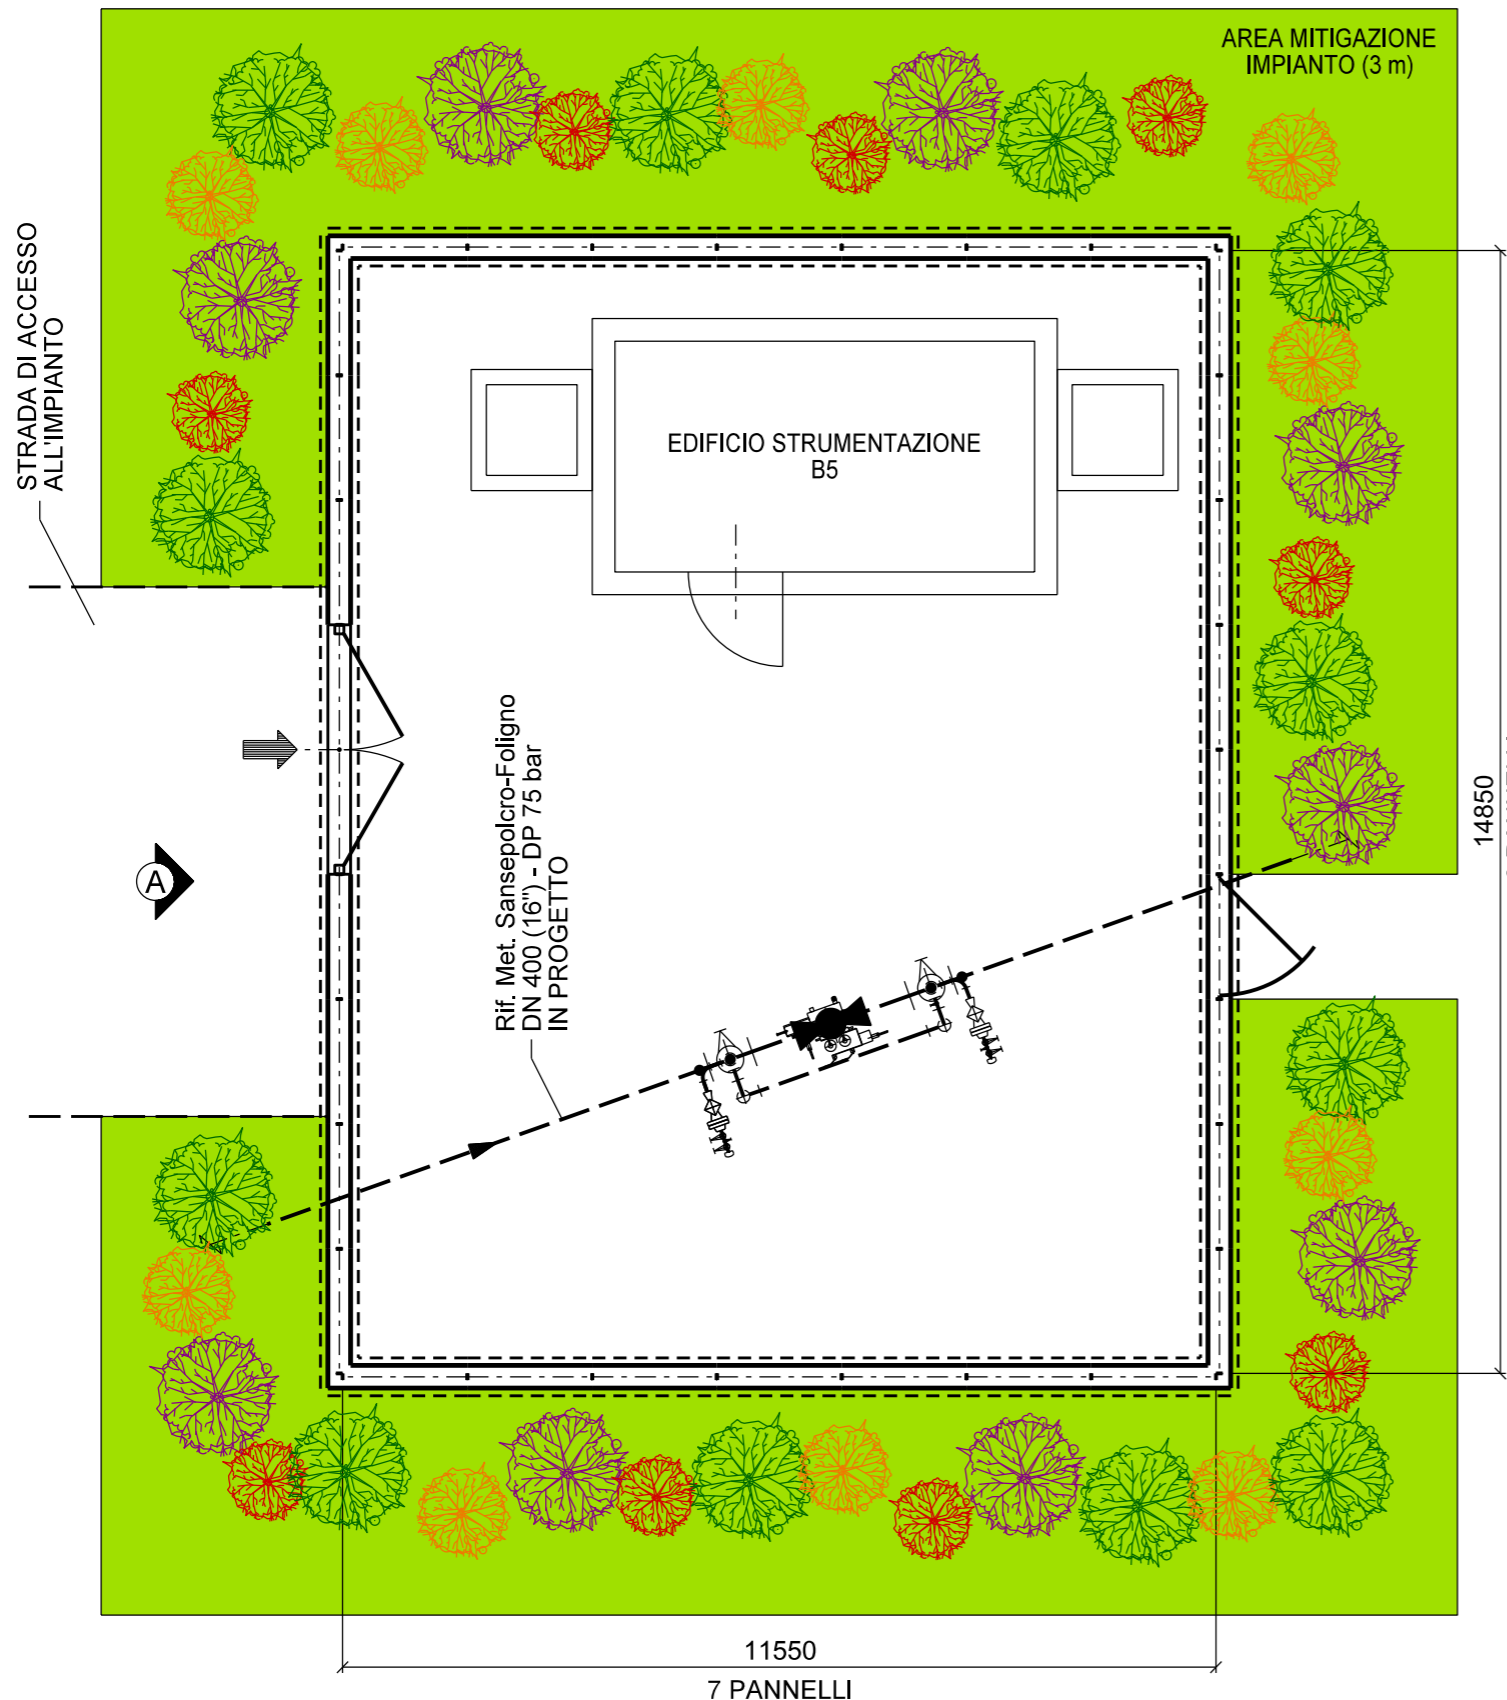 AREA MITIGAZIONE
IMPIANTO (3 m)
STRADA DI ACCESSO
ALL'IMPIANTO
EDIFICIO STRUMENTAZIONE
B5
Rif. Met. Sansepolcro-Foligno
DN 400 (16") - DP 75 bar
IN PROGETTO
A
14850
11550
7 PANNELLI